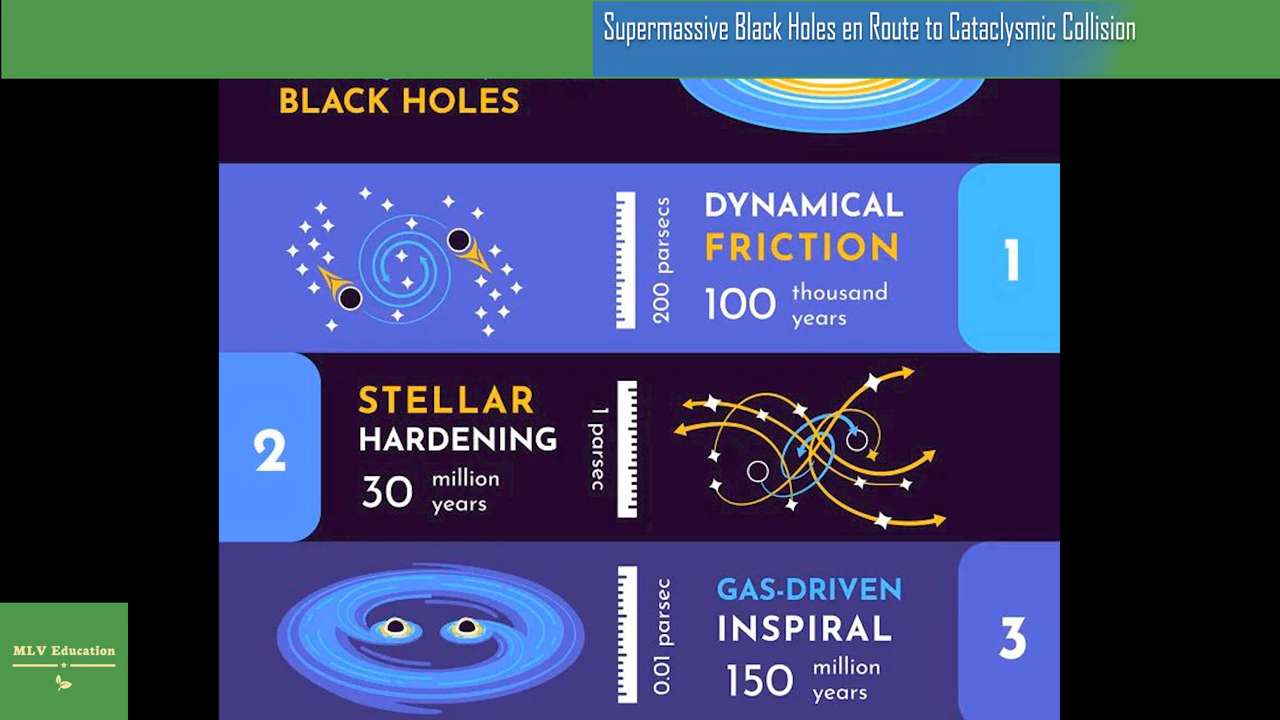 Supermassive Black Holes en Route to Cataclysmic Collision
BLACK HOLES
200 parsecs
DYNAMICAL
FRICTION
100 thousand
years
1
2
STELLAR
HARDENING
30 million
years
1 parsec
0.01 parsec
GAS-DRIVEN
INSPIRAL
150 million
years
3
MLV Education